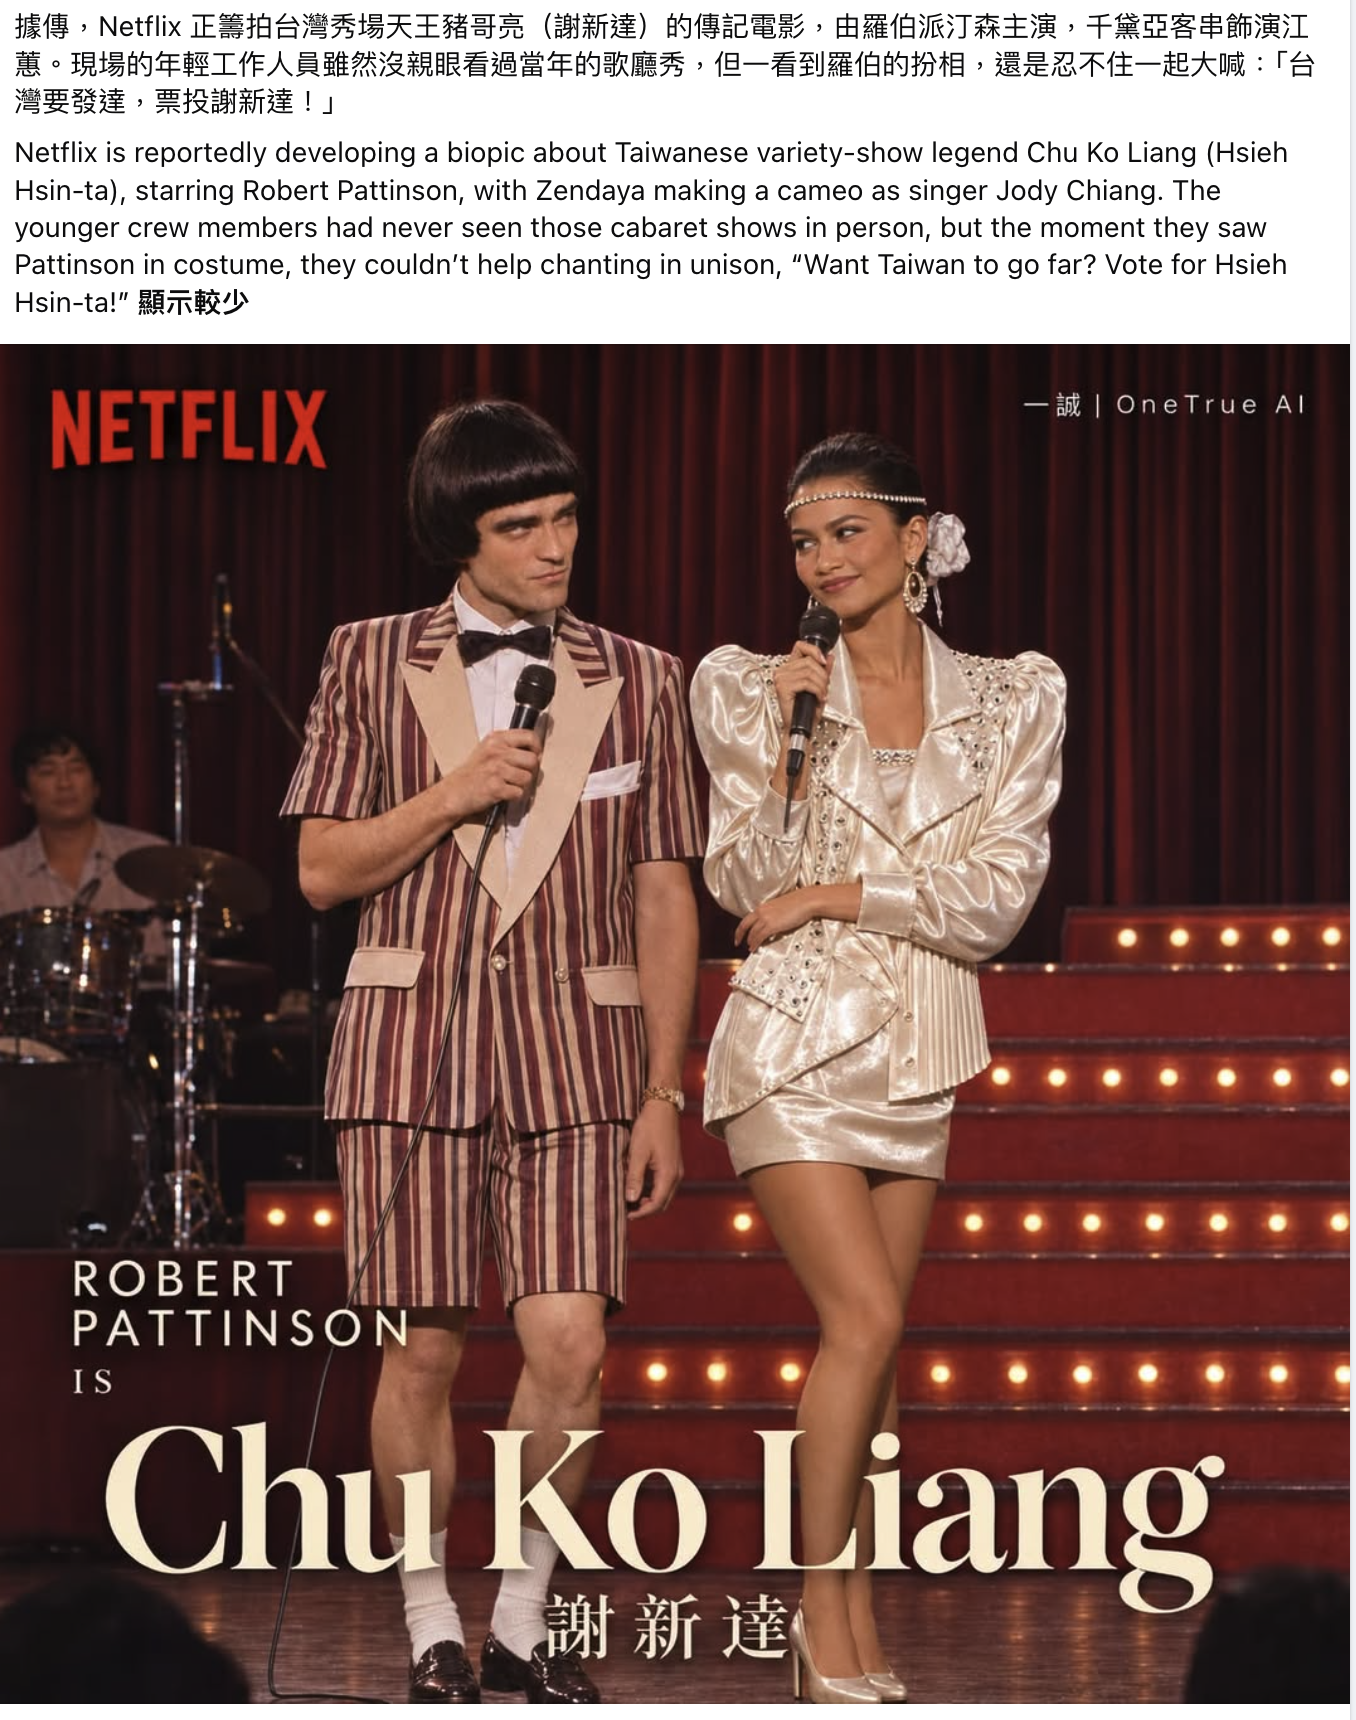 據傳，Netflix 正籌拍台灣秀場天王豬哥亮（謝新達）的傳記電影，由羅伯派汀森主演，千黛亞客串飾演江
蕙。現場的年輕工作人員雖然沒親眼看過當年的歌廳秀，但一看到羅伯的扮相，還是忍不住一起大喊：「台
灣要發達，票投謝新達！」
Netflix is reportedly developing a biopic about Taiwanese variety-show legend Chu Ko Liang (Hsieh
Hsin-ta), starring Robert Pattinson, with Zendaya making a cameo as singer Jody Chiang. The
younger crew members had never seen those cabaret shows in person, but the moment they saw
Pattinson in costume, they couldn’t help chanting in unison, “Want Taiwan to go far? Vote for Hsieh
Hsin-ta!” 顯示較少
NETFLIX
一誠 | OneTrue AI
ROBERT
PATTINSON
IS
Chu Ko Liang
謝新達